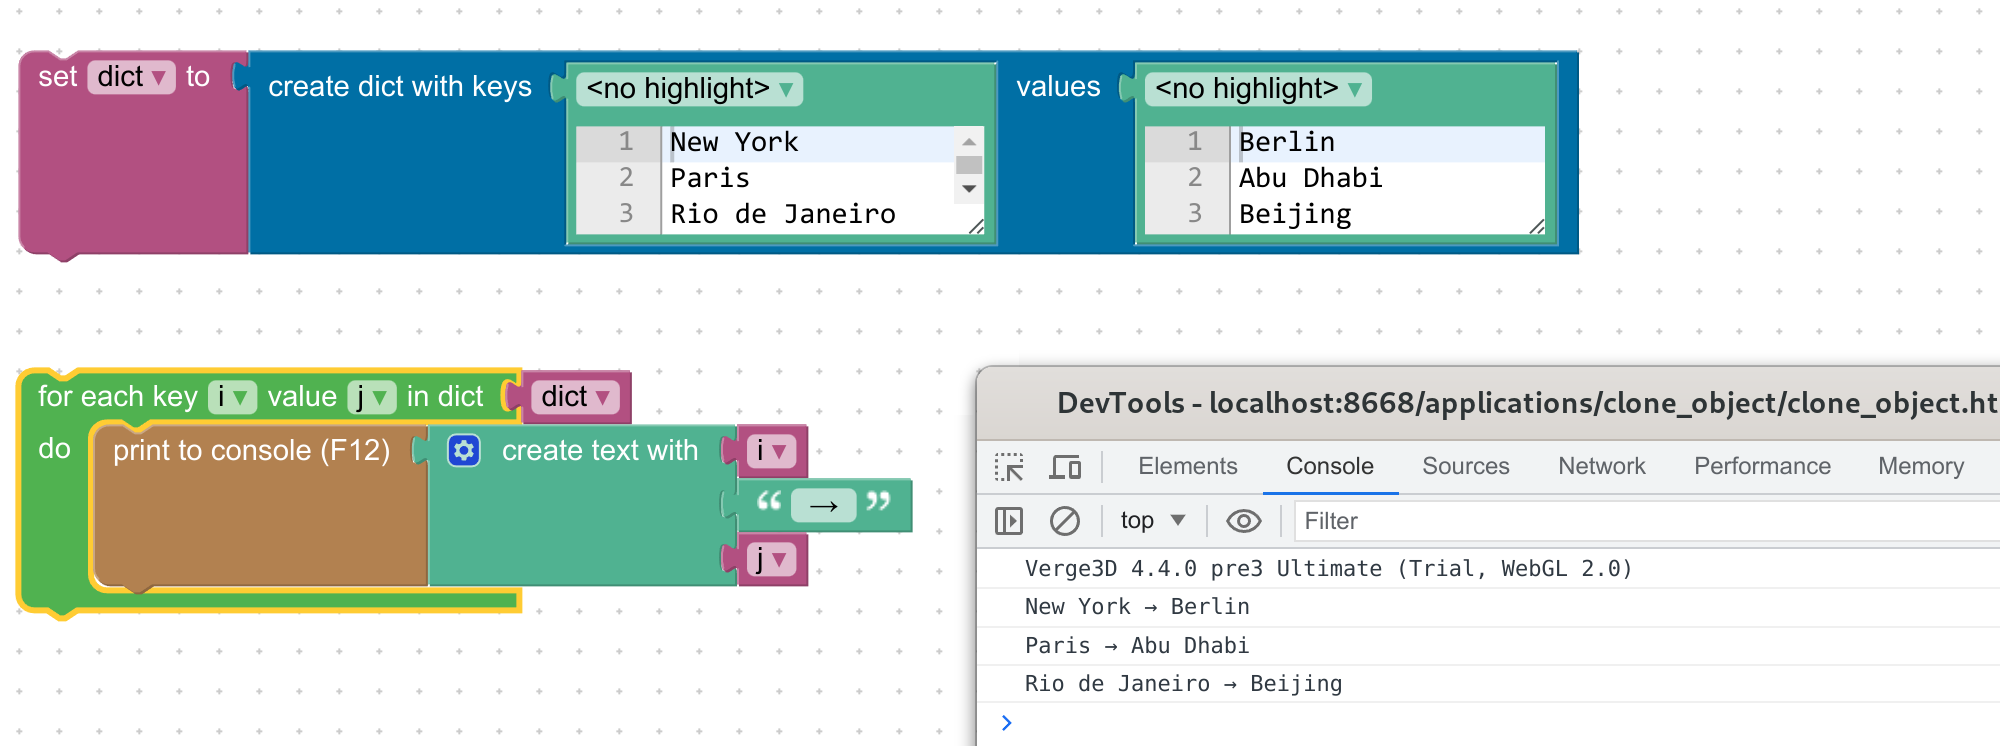 set dict ▼ to create dict with keys <no highlight> ▼ values <no highlight> ▼
1 New York
2 Paris
3 Rio de Janeiro
1 Berlin
2 Abu Dhabi
3 Beijing
for each key i ▼ value j ▼ in dict dict ▼
do print to console (F12) create text with i ▼
“ → ”
j ▼
DevTools - localhost:8668/applications/clone_object/clone_object.ht
Elements Console Sources Network Performance Memory
top ▼ Filter
Verge3D 4.4.0 pre3 Ultimate (Trial, WebGL 2.0)
New York → Berlin
Paris → Abu Dhabi
Rio de Janeiro → Beijing
>